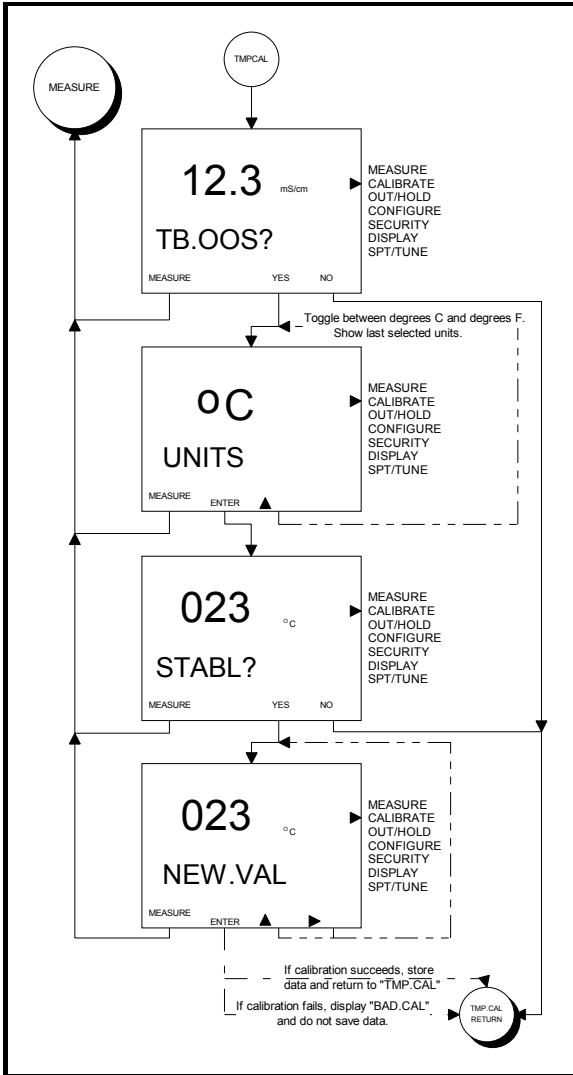 MEASURE
TMPCAL
12.3 mS/cm
TB.OOS?
MEASURE YES NO
MEASURE
CALIBRATE
OUT/HOLD
CONFIGURE
SECURITY
DISPLAY
SPT/TUNE
Toggle between degrees C and degrees F.
Show last selected units.
oC
UNITS
MEASURE ENTER
MEASURE
CALIBRATE
OUT/HOLD
CONFIGURE
SECURITY
DISPLAY
SPT/TUNE
023 oC
STABL?
MEASURE YES NO
MEASURE
CALIBRATE
OUT/HOLD
CONFIGURE
SECURITY
DISPLAY
SPT/TUNE
023 oC
NEW.VAL
MEASURE ENTER
MEASURE
CALIBRATE
OUT/HOLD
CONFIGURE
SECURITY
DISPLAY
SPT/TUNE
If calibration succeeds, store
data and return to "TMP.CAL"
If calibration fails, display "BAD.CAL"
and do not save data.
TMP.CAL
RETURN